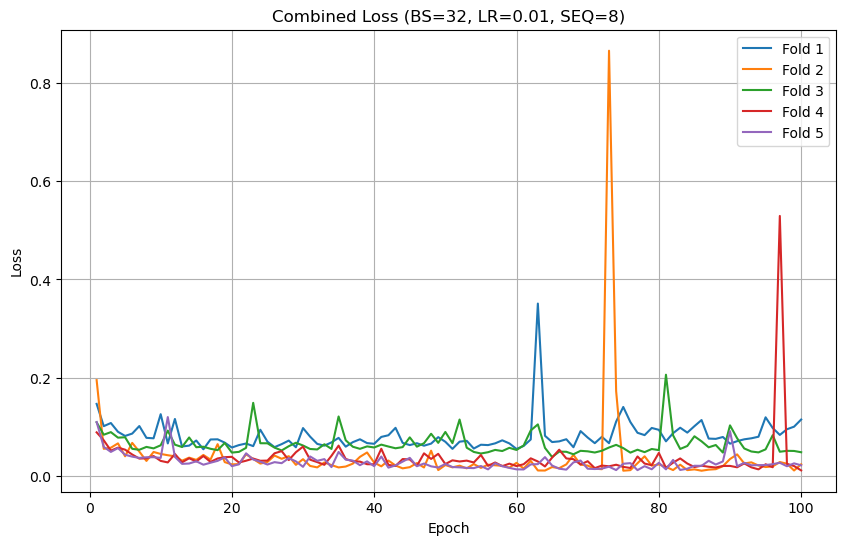 Combined Loss (BS=32, LR=0.01, SEQ=8)
Fold 1
Fold 2
Fold 3
Fold 4
Fold 5
Loss
0.8
0.6
0.4
0.2
0.0
0 20 40 60 80 100
Epoch